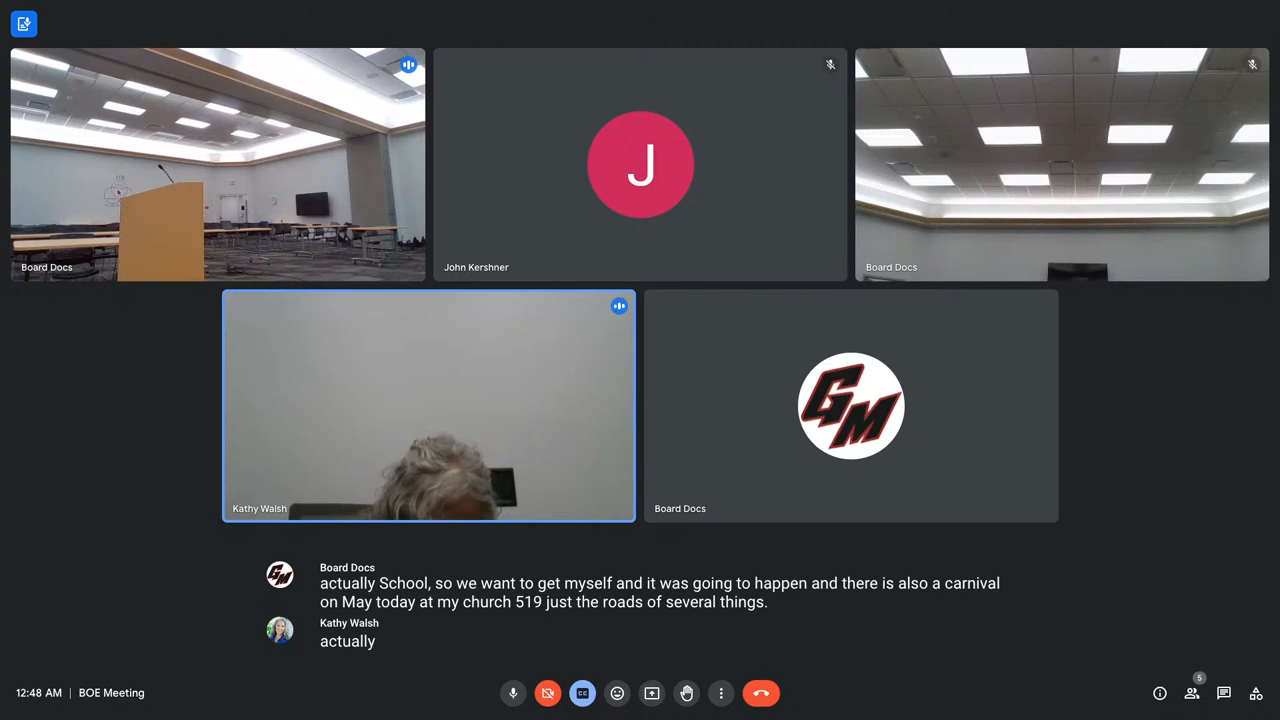 Board Docs
J
John Kershner
Board Docs
Kathy Walsh
GM
Board Docs
Board Docs
actually School, so we want to get myself and it was going to happen and there is also a carnival
on May today at my church 519 just the roads of several things.
Kathy Walsh
actually
5
12:48 AM | BOE Meeting
CC